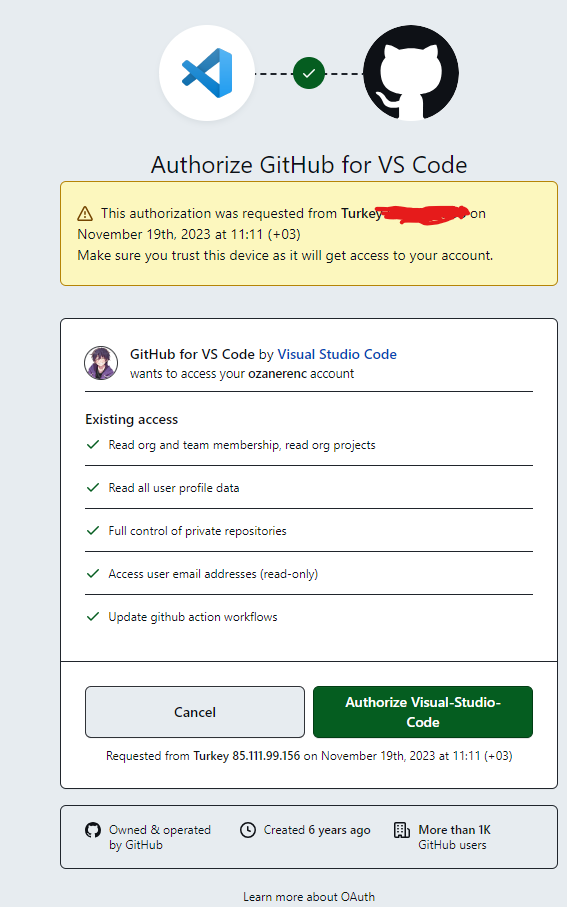 Authorize GitHub for VS Code
This authorization was requested from Turkey on
November 19th, 2023 at 11:11 (+03)
Make sure you trust this device as it will get access to your account.
GitHub for VS Code by Visual Studio Code
wants to access your ozanerenc account
Existing access
Read org and team membership, read org projects
Read all user profile data
Full control of private repositories
Access user email addresses (read-only)
Update github action workflows
Cancel
Authorize Visual-Studio-
Code
Requested from Turkey 85.111.99.156 on November 19th, 2023 at 11:11 (+03)
Owned & operated
by GitHub
Created 6 years ago
More than 1K
GitHub users
Learn more about OAuth